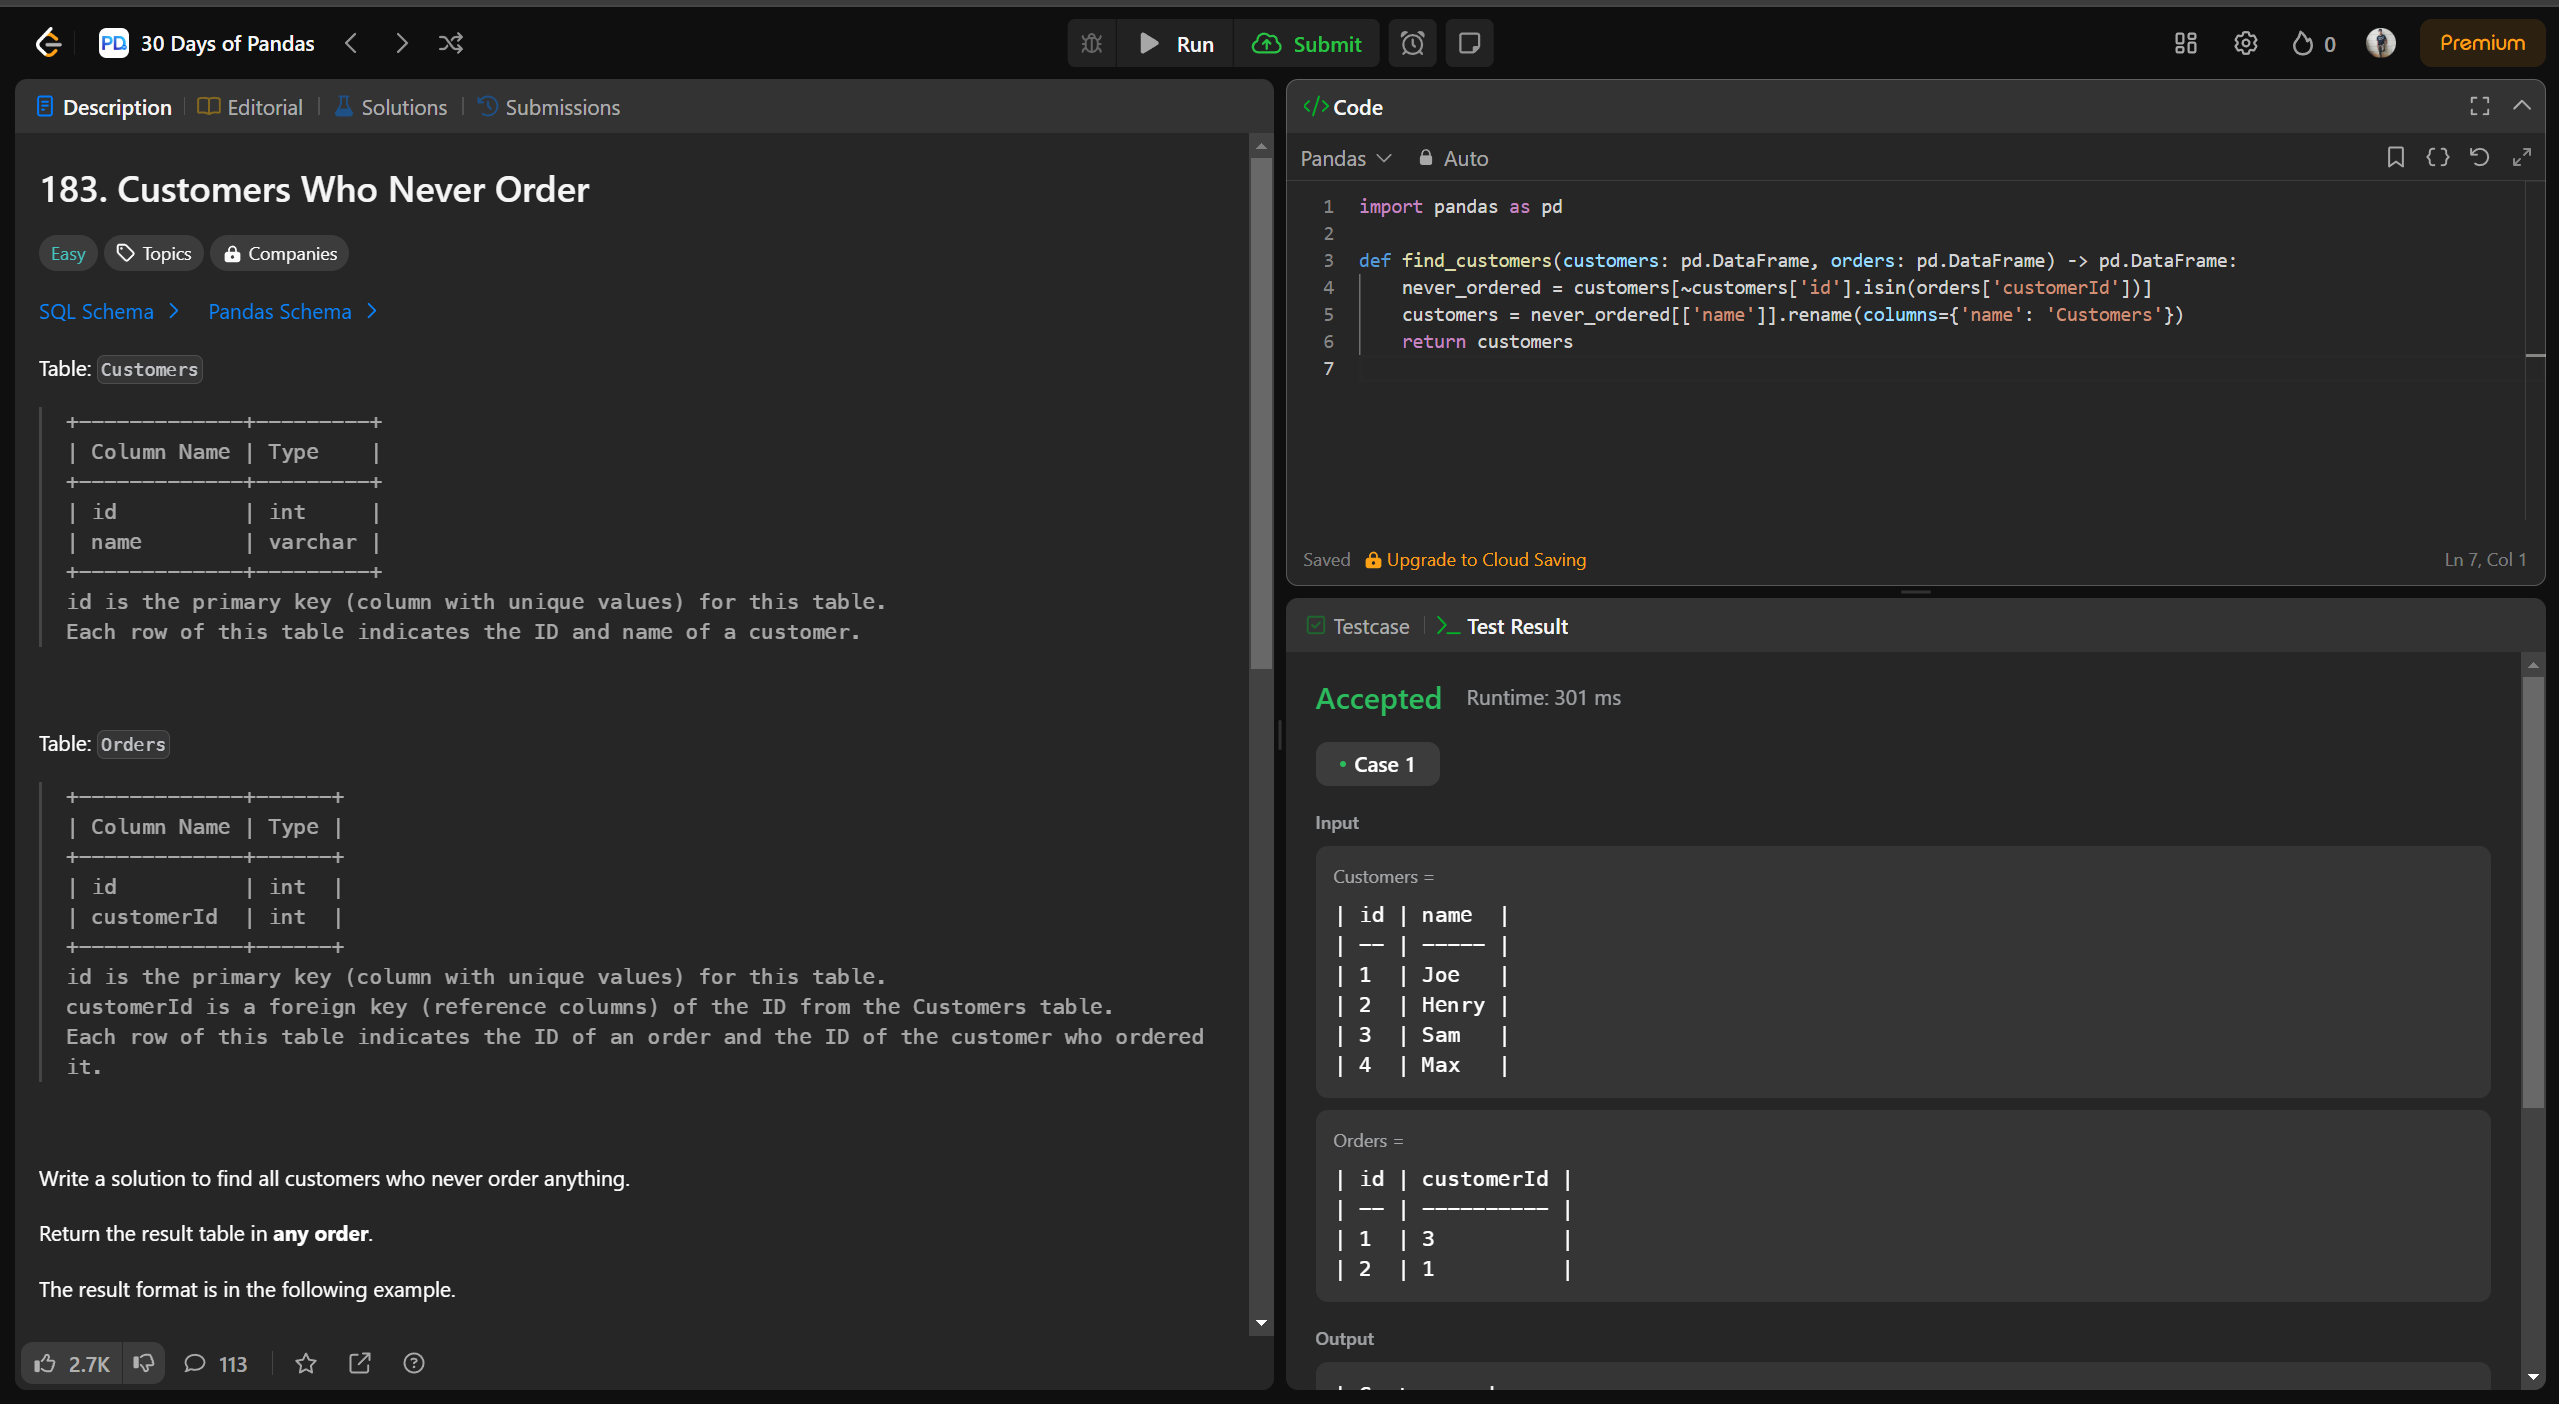 PD 30 Days of Pandas
Run
Submit
0
Premium
Description
Editorial
Solutions
Submissions
183. Customers Who Never Order
Easy
Topics
Companies
SQL Schema
Pandas Schema
Table: Customers
+-------------+---------+
| Column Name | Type    |
+-------------+---------+
| id          | int     |
| name        | varchar |
+-------------+---------+
id is the primary key (column with unique values) for this table.
Each row of this table indicates the ID and name of a customer.
Table: Orders
+-------------+------+
| Column Name | Type |
+-------------+------+
| id          | int  |
| customerId  | int  |
+-------------+------+
id is the primary key (column with unique values) for this table.
customerId is a foreign key (reference columns) of the ID from the Customers table.
Each row of this table indicates the ID of an order and the ID of the customer who ordered
it.
Write a solution to find all customers who never order anything.
Return the result table in any order.
The result format is in the following example.
2.7K
113
</> Code
Pandas
Auto
1 import pandas as pd
2
3 def find_customers(customers: pd.DataFrame, orders: pd.DataFrame) -> pd.DataFrame:
4     never_ordered = customers[~customers['id'].isin(orders['customerId'])]
5     customers = never_ordered[['name']].rename(columns={'name': 'Customers'})
6     return customers
7
Saved
Upgrade to Cloud Saving
Ln 7, Col 1
Testcase
>_ Test Result
Accepted
Runtime: 301 ms
• Case 1
Input
Customers =
| id | name  |
| -- | ----- |
| 1  | Joe   |
| 2  | Henry |
| 3  | Sam   |
| 4  | Max   |
Orders =
| id | customerId |
| -- | ---------- |
| 1  | 3          |
| 2  | 1          |
Output